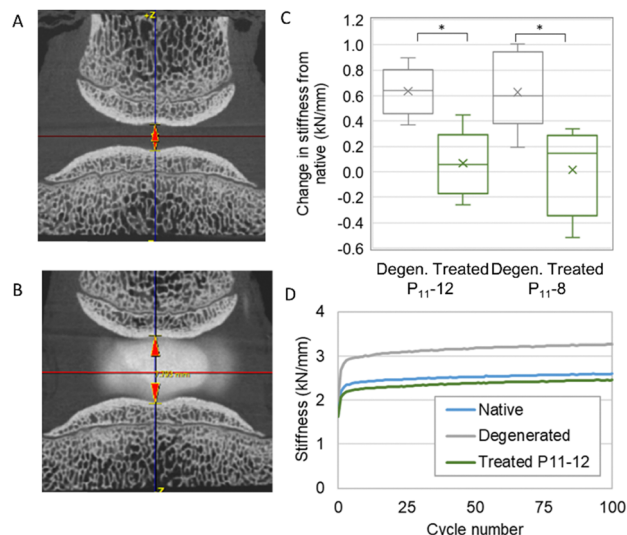 A
+Z
B
-Z
C
Change in stiffness from
native (kN/mm)
1.2
1.0
0.8
0.6
0.4
0.2
0.0
-0.2
-0.4
-0.6
*
*
Degen. Treated Degen. Treated
P11-12 P11-8
D
Stiffness (kN/mm)
4
3
2
1
0
Native
Degenerated
Treated P11-12
0 25 50 75 100
Cycle number